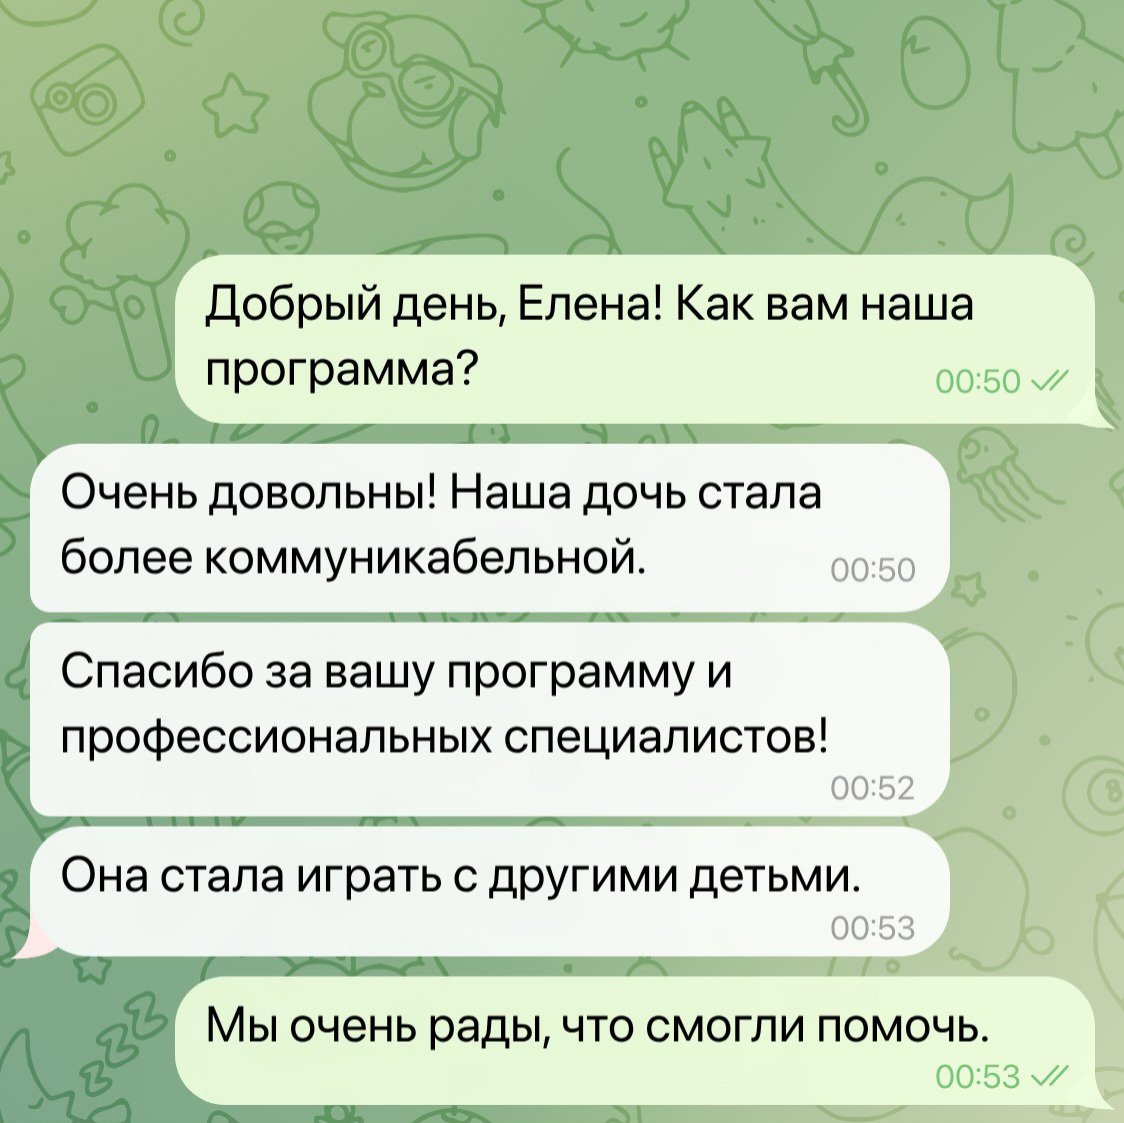 Добрый день, Елена! Как вам наша
программа?
00:50
Очень довольны! Наша дочь стала
более коммуникабельной.
00:50
Спасибо за вашу программу и
профессиональных специалистов!
00:52
Она стала играть с другими детьми.
00:53
Мы очень рады, что смогли помочь.
00:53